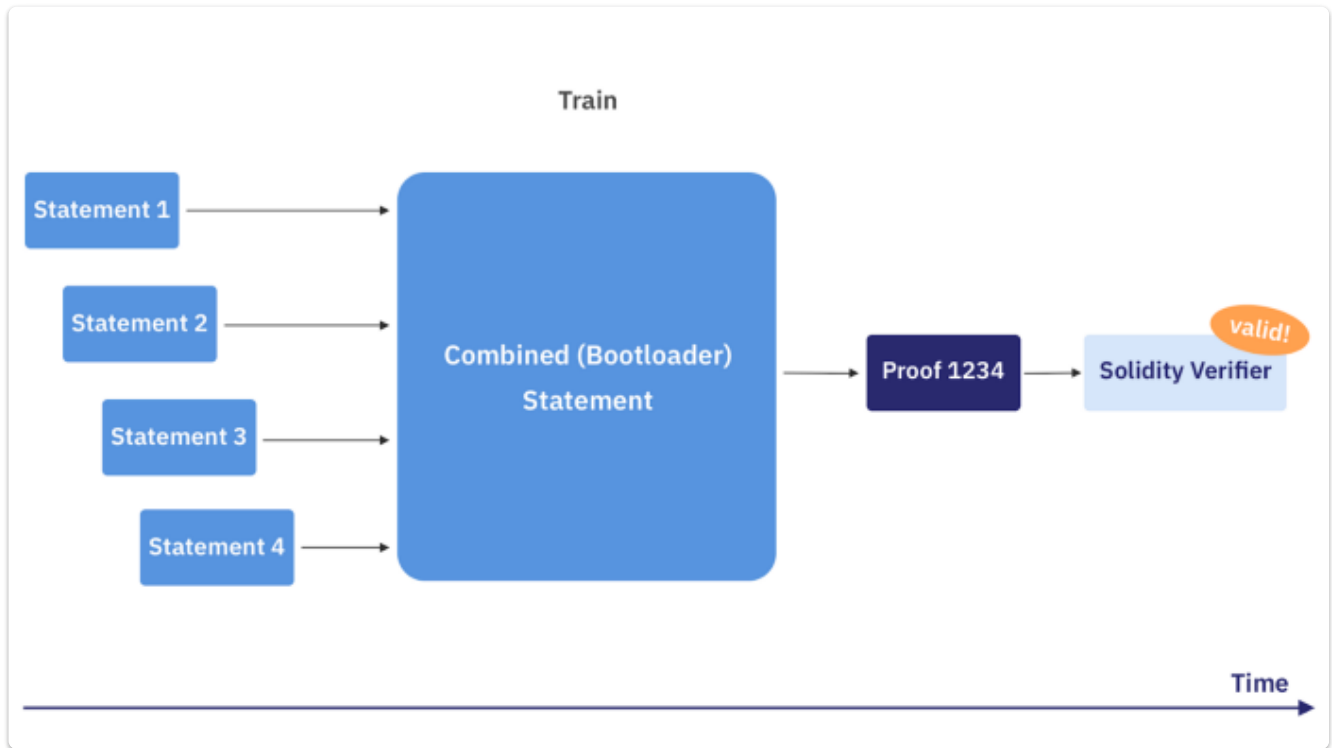 Train
Statement 1
Statement 2
Statement 3
Statement 4
Combined (Bootloader)
Statement
Proof 1234
valid!
Solidity Verifier
Time